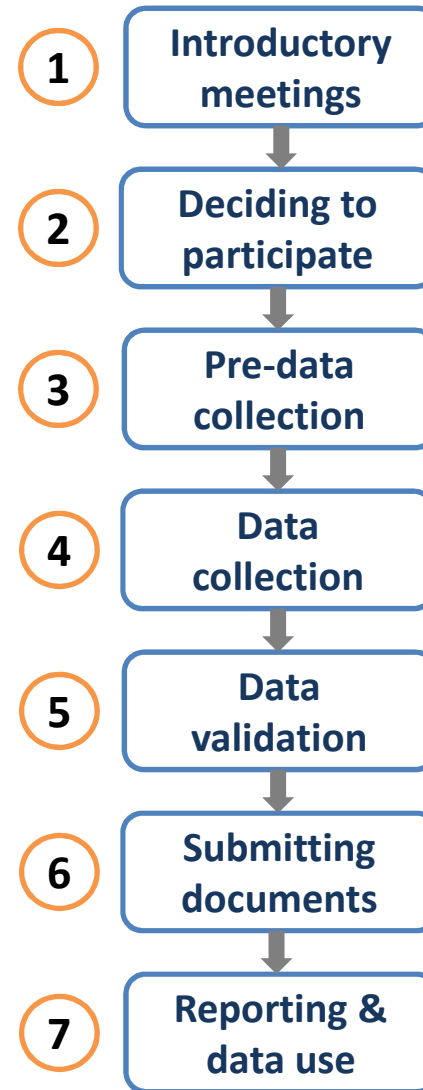 1
Introductory
meetings
2
Deciding to
participate
3
Pre-data
collection
4
Data
collection
5
Data
validation
6
Submitting
documents
7
Reporting &
data use